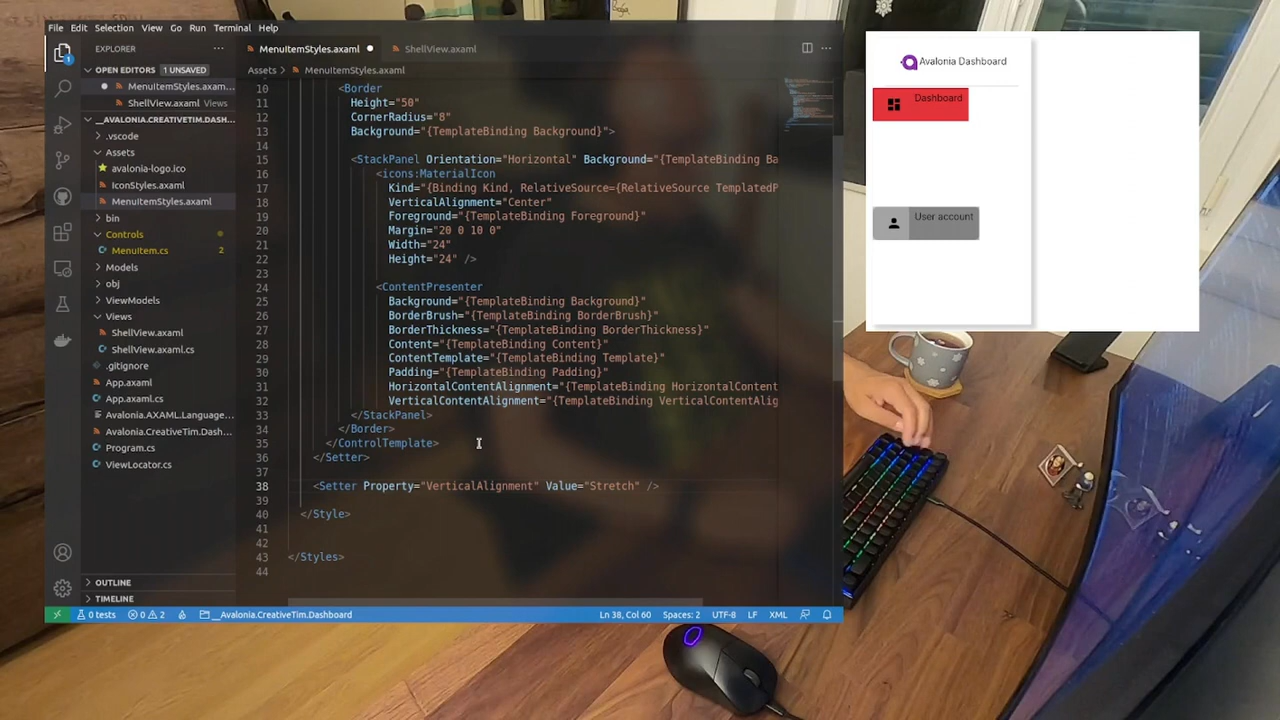 File Edit Selection View Go Run Terminal Help
EXPLORER
OPEN EDITORS 1 UNSAVED
MenuItemStyles.axam...
ShellView.axaml Views
__AVALONIA.CREATIVETIM.DASH...
.vscode
Assets
avalonia-logo.ico
IconStyles.axaml
MenuItemStyles.axaml
bin
Controls
MenuItem.cs 2
Models
obj
ViewModels
Views
ShellView.axaml
ShellView.axaml.cs
.gitignore
App.axaml
App.axaml.cs
Avalonia.AXAML.Language...
Avalonia.CreativeTim.Dash...
Program.cs
ViewLocator.cs
OUTLINE
TIMELINE
MenuItemStyles.axaml ShellView.axaml
Assets > MenuItemStyles.axaml
10 <Border
11 Height="50"
12 CornerRadius="8"
13 Background="{TemplateBinding Background}">
14
15 <StackPanel Orientation="Horizontal" Background="{TemplateBinding Ba
16 <icons:MaterialIcon
17 Kind="{Binding Kind, RelativeSource={RelativeSource TemplatedP
18 VerticalAlignment="Center"
19 Foreground="{TemplateBinding Foreground}"
20 Margin="20 0 10 0"
21 Width="24"
22 Height="24" />
23
24 <ContentPresenter
25 Background="{TemplateBinding Background}"
26 BorderBrush="{TemplateBinding BorderBrush}"
27 BorderThickness="{TemplateBinding BorderThickness}"
28 Content="{TemplateBinding Content}"
29 ContentTemplate="{TemplateBinding Template}"
30 Padding="{TemplateBinding Padding}"
31 HorizontalContentAlignment="{TemplateBinding HorizontalContent
32 VerticalContentAlignment="{TemplateBinding VerticalContentAlig
33 </StackPanel>
34 </Border>
35 </ControlTemplate>
36 </Setter>
37
38 <Setter Property="VerticalAlignment" Value="Stretch" />
39
40 </Style>
41
42
43 </Styles>
44
0 tests 0 2 __Avalonia.CreativeTim.Dashboard Ln 38, Col 60 Spaces: 2 UTF-8 LF XML
Avalonia Dashboard
Dashboard
User account